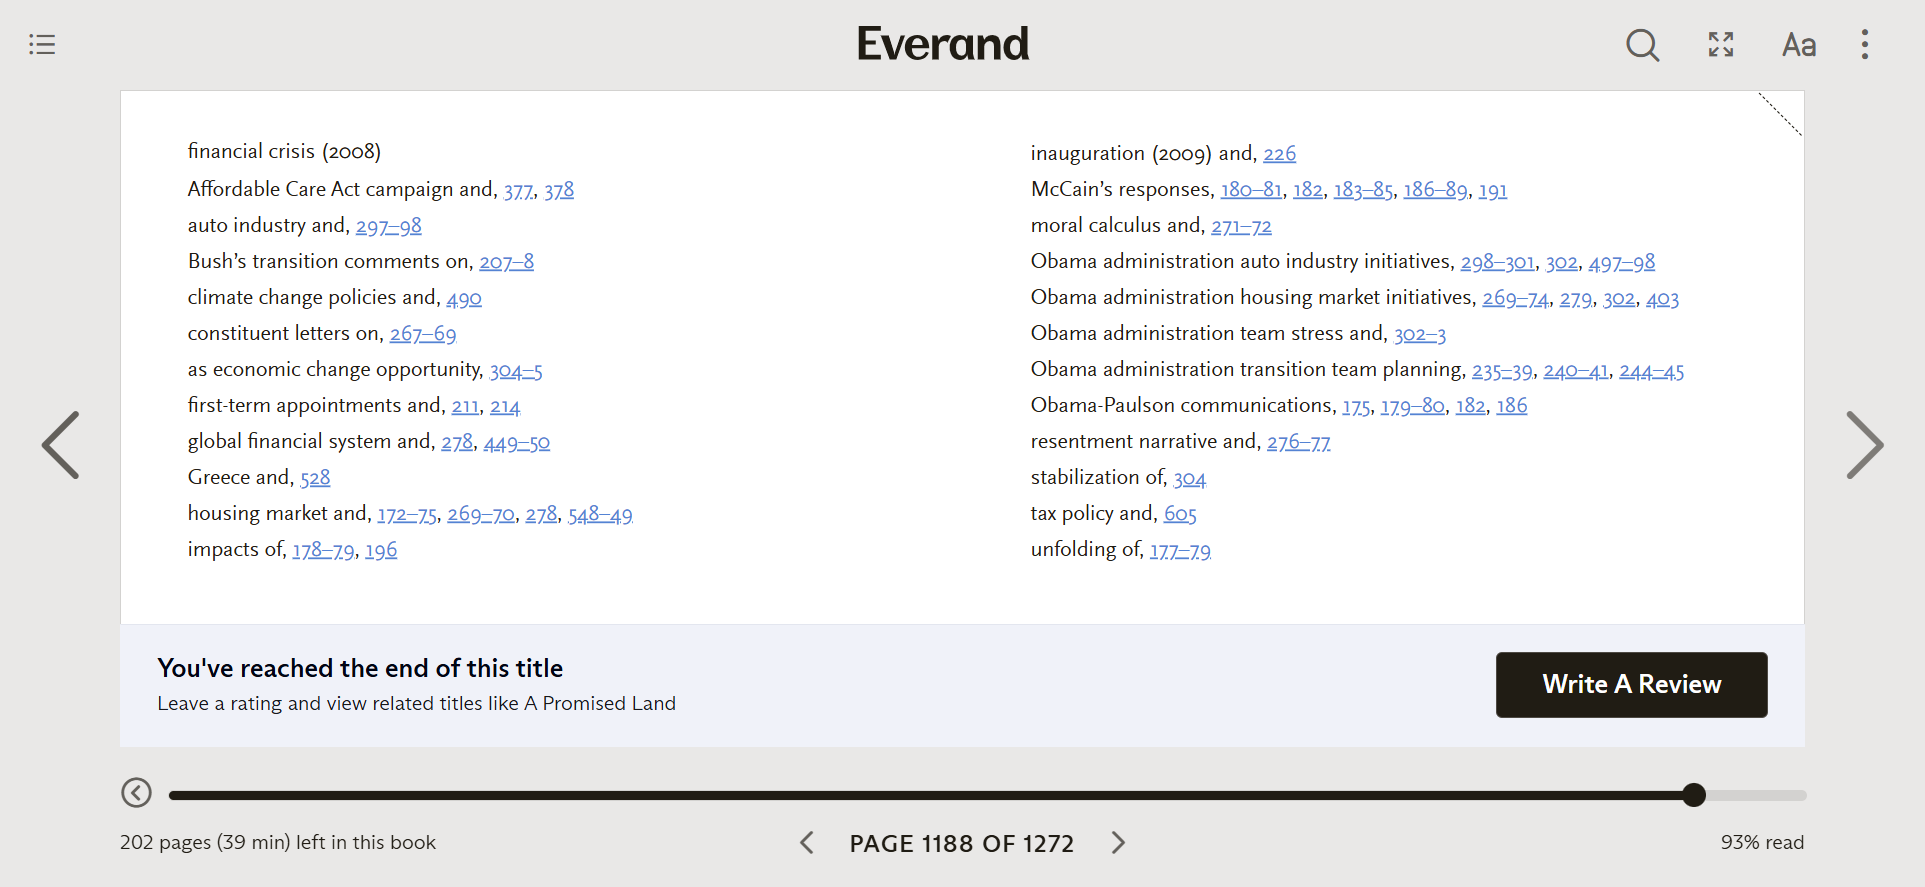 Everand
Aa
financial crisis (2008)
Affordable Care Act campaign and, 377, 378
auto industry and, 297–98
Bush’s transition comments on, 207–8
climate change policies and, 490
constituent letters on, 267–69
as economic change opportunity, 304–5
first-term appointments and, 211, 214
global financial system and, 278, 449–50
Greece and, 528
housing market and, 172–75, 269–70, 278, 548–49
impacts of, 178–79, 196
inauguration (2009) and, 226
McCain’s responses, 180–81, 182, 183–85, 186–89, 191
moral calculus and, 271–72
Obama administration auto industry initiatives, 298–301, 302, 497–98
Obama administration housing market initiatives, 269–74, 279, 302, 403
Obama administration team stress and, 302–3
Obama administration transition team planning, 235–39, 240–41, 244–45
Obama-Paulson communications, 175, 179–80, 182, 186
resentment narrative and, 276–77
stabilization of, 304
tax policy and, 605
unfolding of, 177–79
You've reached the end of this title
Leave a rating and view related titles like A Promised Land
Write A Review
202 pages (39 min) left in this book
PAGE 1188 OF 1272
93% read